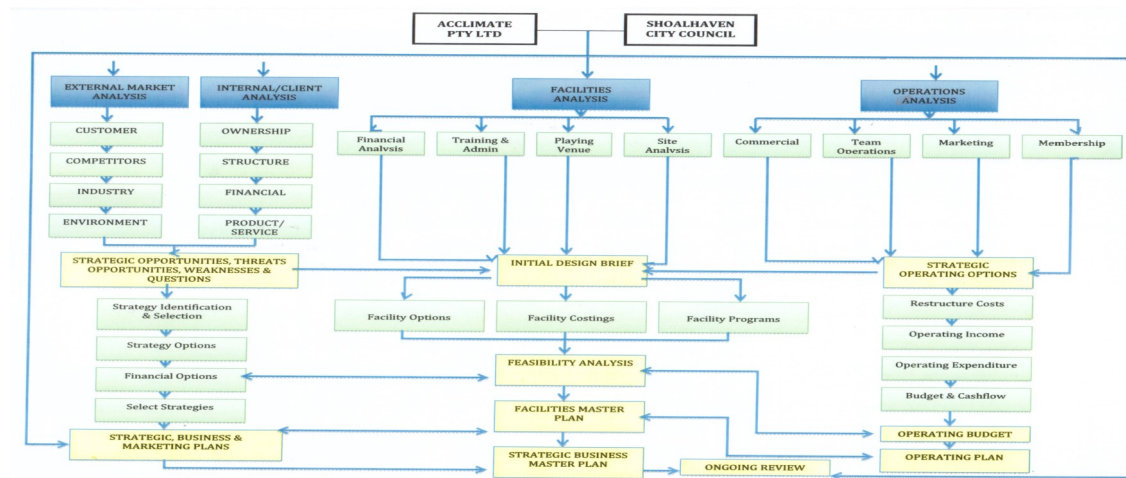 ACCLIMATE
PTY LTD
SHOALHAVEN
CITY COUNCIL
EXTERNAL MARKET
ANALYSIS
INTERNAL/CLIENT
ANALYSIS
FACILITIES
ANALYSIS
OPERATIONS
ANALYSIS
CUSTOMER
COMPETITORS
INDUSTRY
ENVIRONMENT
OWNERSHIP
STRUCTURE
FINANCIAL
PRODUCT/
SERVICE
Financial
Analysis
Training &
Admin
Playing
Venue
Site
Analysis
Commercial
Team
Operations
Marketing
Membership
STRATEGIC OPPORTUNITIES, THREATS
OPPORTUNITIES, WEAKNESSES &
QUESTIONS
INITIAL DESIGN BRIEF
STRATEGIC
OPERATING OPTIONS
Strategy Identification
& Selection
Strategy Options
Financial Options
Select Strategies
STRATEGIC, BUSINESS &
MARKETING PLANS
Facility Options
Facility Costings
Facility Programs
FEASIBILITY ANALYSIS
FACILITIES MASTER
PLAN
STRATEGIC BUSINESS
MASTER PLAN
ONGOING REVIEW
Restructure Costs
Operating Income
Operating Expenditure
Budget & Cashflow
OPERATING BUDGET
OPERATING PLAN